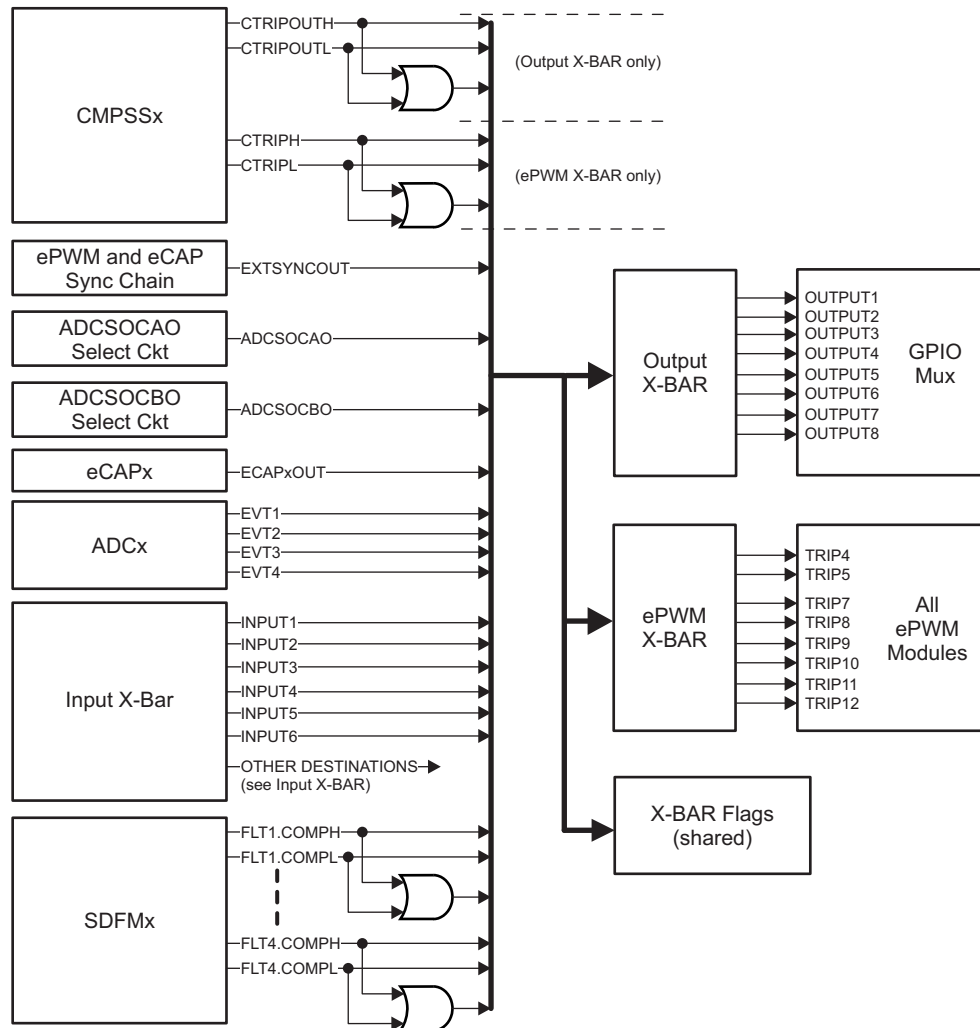 CMPSSx
CTRIPOUTH
CTRIPOUTL
CTRIPH
CTRIPL
(Output X-BAR only)
(ePWM X-BAR only)
ePWM and eCAP
Sync Chain
EXTSYNCOUT
ADCSOCAO
Select Ckt
ADCSOCAO
ADCSOCBO
Select Ckt
ADCSOCBO
eCAPx
ECAPxOUT
ADCx
EVT1
EVT2
EVT3
EVT4
Input X-Bar
INPUT1
INPUT2
INPUT3
INPUT4
INPUT5
INPUT6
OTHER DESTINATIONS
(see Input X-BAR)
SDFMx
FLT1.COMPH
FLT1.COMPL
FLT4.COMPH
FLT4.COMPL
Output
X-BAR
OUTPUT1
OUTPUT2
OUTPUT3
OUTPUT4
OUTPUT5
OUTPUT6
OUTPUT7
OUTPUT8
GPIO
Mux
ePWM
X-BAR
TRIP4
TRIP5
TRIP7
TRIP8
TRIP9
TRIP10
TRIP11
TRIP12
All
ePWM
Modules
X-BAR Flags
(shared)